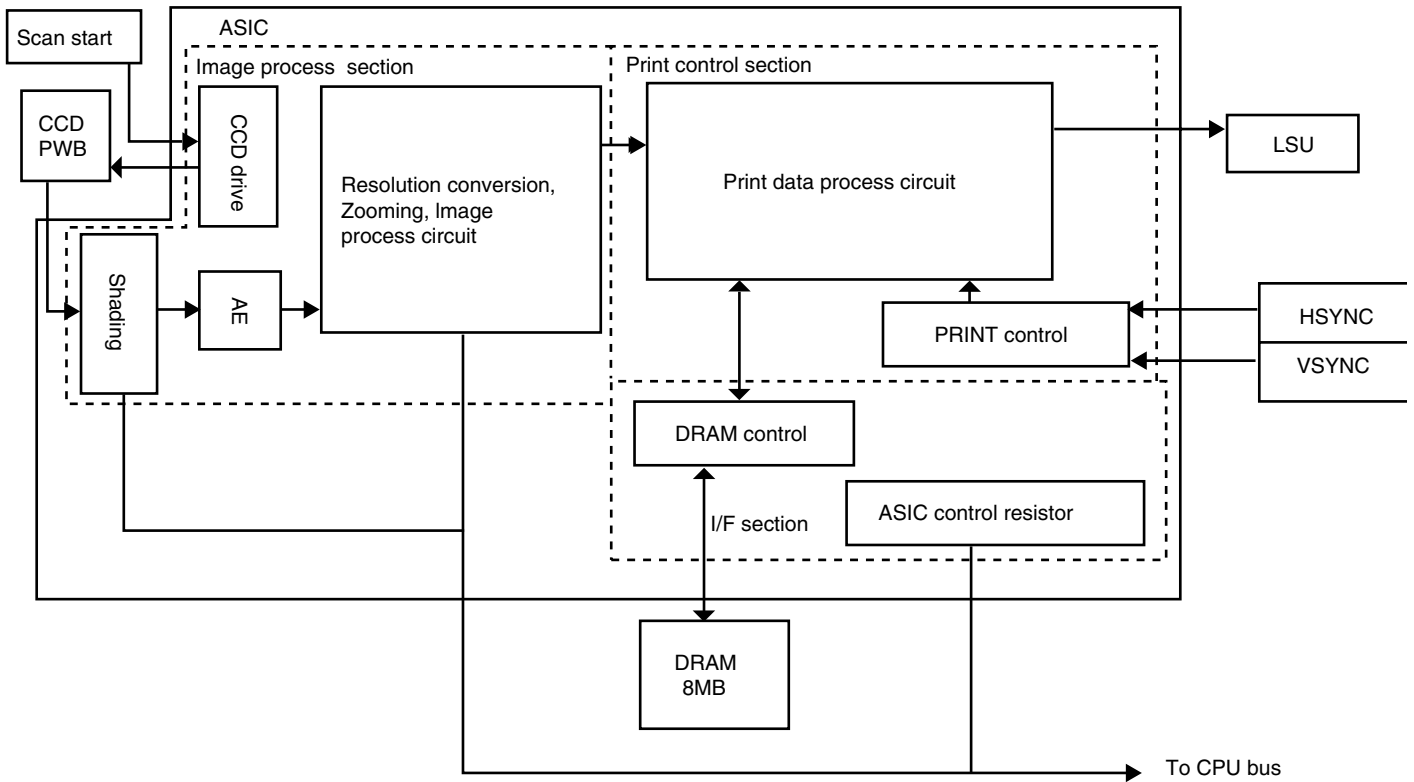 Scan start
ASIC
Image process section
Print control section
CCD
PWB
CCD drive
Resolution conversion,
Zooming, Image
process circuit
Print data process circuit
LSU
Shading
AE
PRINT control
HSYNC
VSYNC
DRAM control
ASIC control resistor
I/F section
DRAM
8MB
To CPU bus